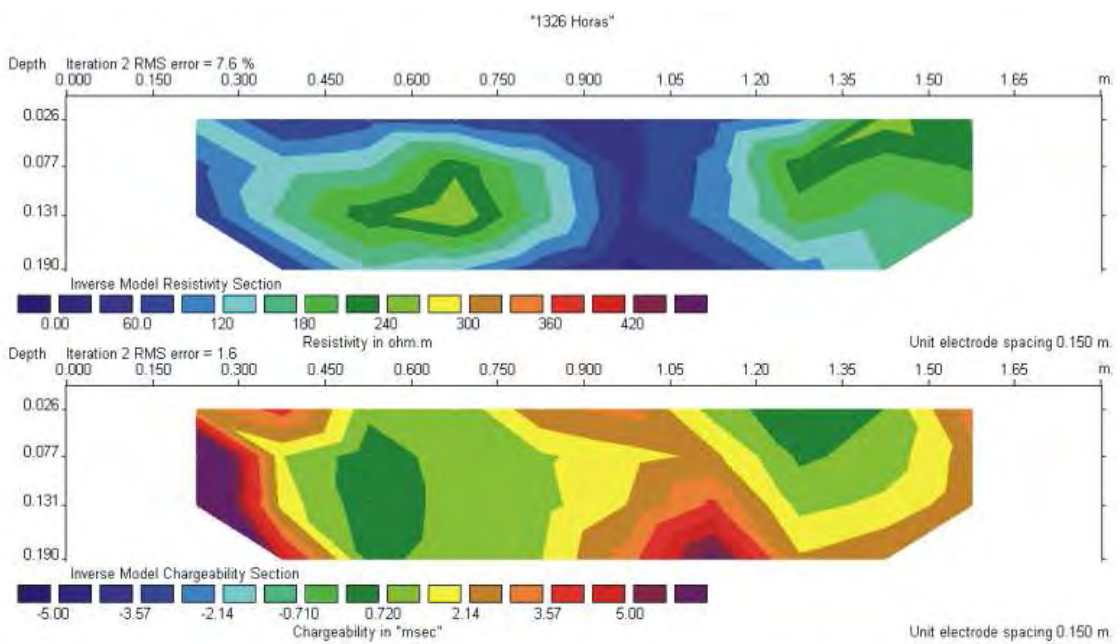 "1326 Horas"
Depth Iteration 2 RMS error = 7.6 %
0.000 0.150 0.300 0.450 0.600 0.750 0.900 1.05 1.20 1.35 1.50 1.65 m.
0.026
0.077
0.131
0.190
Inverse Model Resistivity Section
0.00 60.0 120 180 240 300 360 420
Resistivity in ohm.m
Unit electrode spacing 0.150 m.
Depth Iteration 2 RMS error = 1.6
0.000 0.150 0.300 0.450 0.600 0.750 0.900 1.05 1.20 1.35 1.50 1.65 m.
0.026
0.077
0.131
0.190
Inverse Model Chargeability Section
-5.00 -3.57 -2.14 -0.710 0.720 2.14 3.57 5.00
Chargeability in "msec"
Unit electrode spacing 0.150 m.